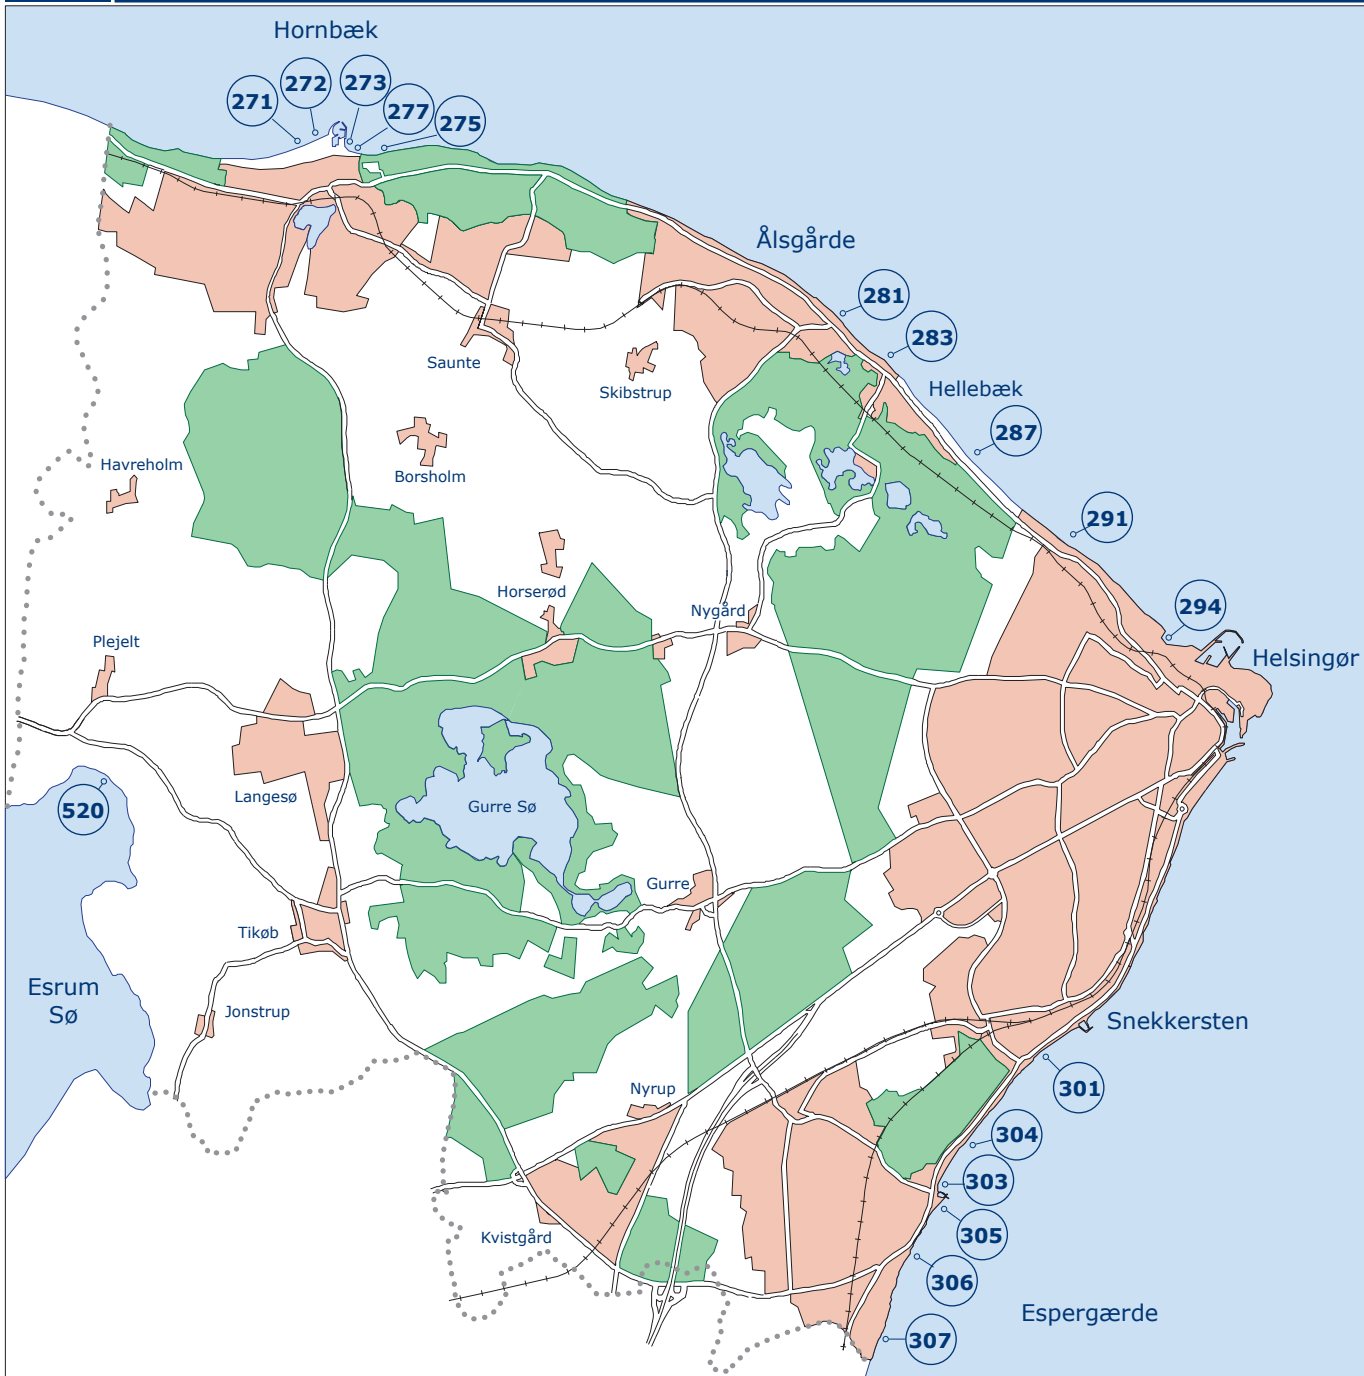 Hornbæk
271
272
273
277
275
Ålsgårde
281
283
Saunte
Skibstrup
Hellebæk
287
Havreholm
Borsholm
291
Horserød
Nygård
294
Plejelt
Helsingør
Langesø
520
Gurre Sø
Gurre
Tikøb
Esrum
Sø
Jonstrup
Snekkersten
Nyrup
301
304
303
305
Kvistgård
306
Espergærde
307